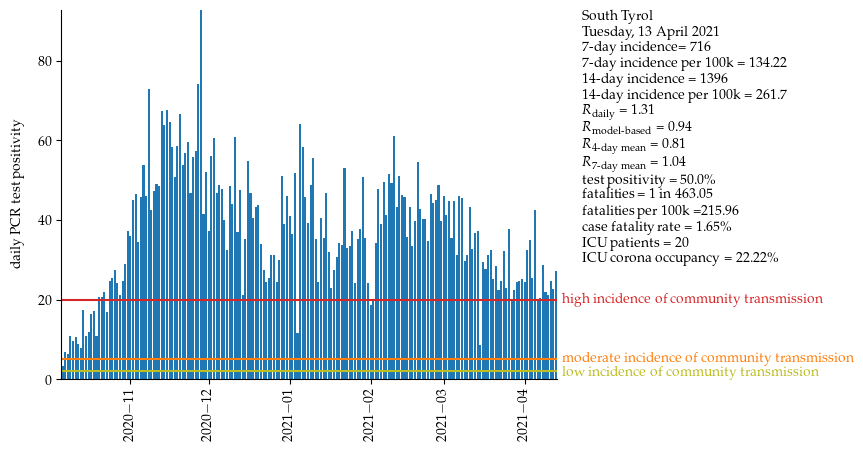 South Tyrol
Tuesday, 13 April 2021
7-day incidence= 716
7-day incidence per 100k = 134.22
14-day incidence = 1396
14-day incidence per 100k = 261.7
R daily = 1.31
R model-based = 0.94
R 4-day mean = 0.81
R 7-day mean = 1.04
test positivity = 50.0%
fatalities = 1 in 463.05
fatalities per 100k =215.96
case fatality rate = 1.65%
ICU patients = 20
ICU corona occupancy = 22.22%
daily PCR test positivity
80
60
40
20
0
high incidence of community transmission
moderate incidence of community transmission
low incidence of community transmission
2020−11
2020−12
2021−01
2021−02
2021−03
2021−04